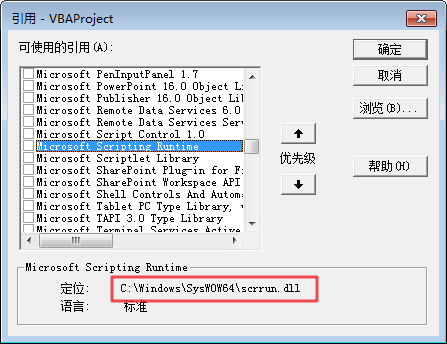 引用 - VBAProject
可使用的引用(A):
Microsoft PenInputPanel 1.7
Microsoft PowerPoint 16.0 Object Li
Microsoft Publisher 16.0 Object Lil
Microsoft Remote Data Services 6.0
Microsoft Remote Data Services Serv
Microsoft Script Control 1.0
Microsoft Scripting Runtime
Microsoft Scriptlet Library
Microsoft SharePoint Plug-in for Fi
Microsoft SharePoint Workspace API
Microsoft Shell Controls And Autom
Microsoft Tablet PC Type Library, v
Microsoft TAPI 3.0 Type Library
Microsoft Terminal Services Active
确定
取消
浏览(B)...
优先级
帮助(H)
Microsoft Scripting Runtime
定位: C:\Windows\SysWOW64\scrrun.dll
语言: 标准